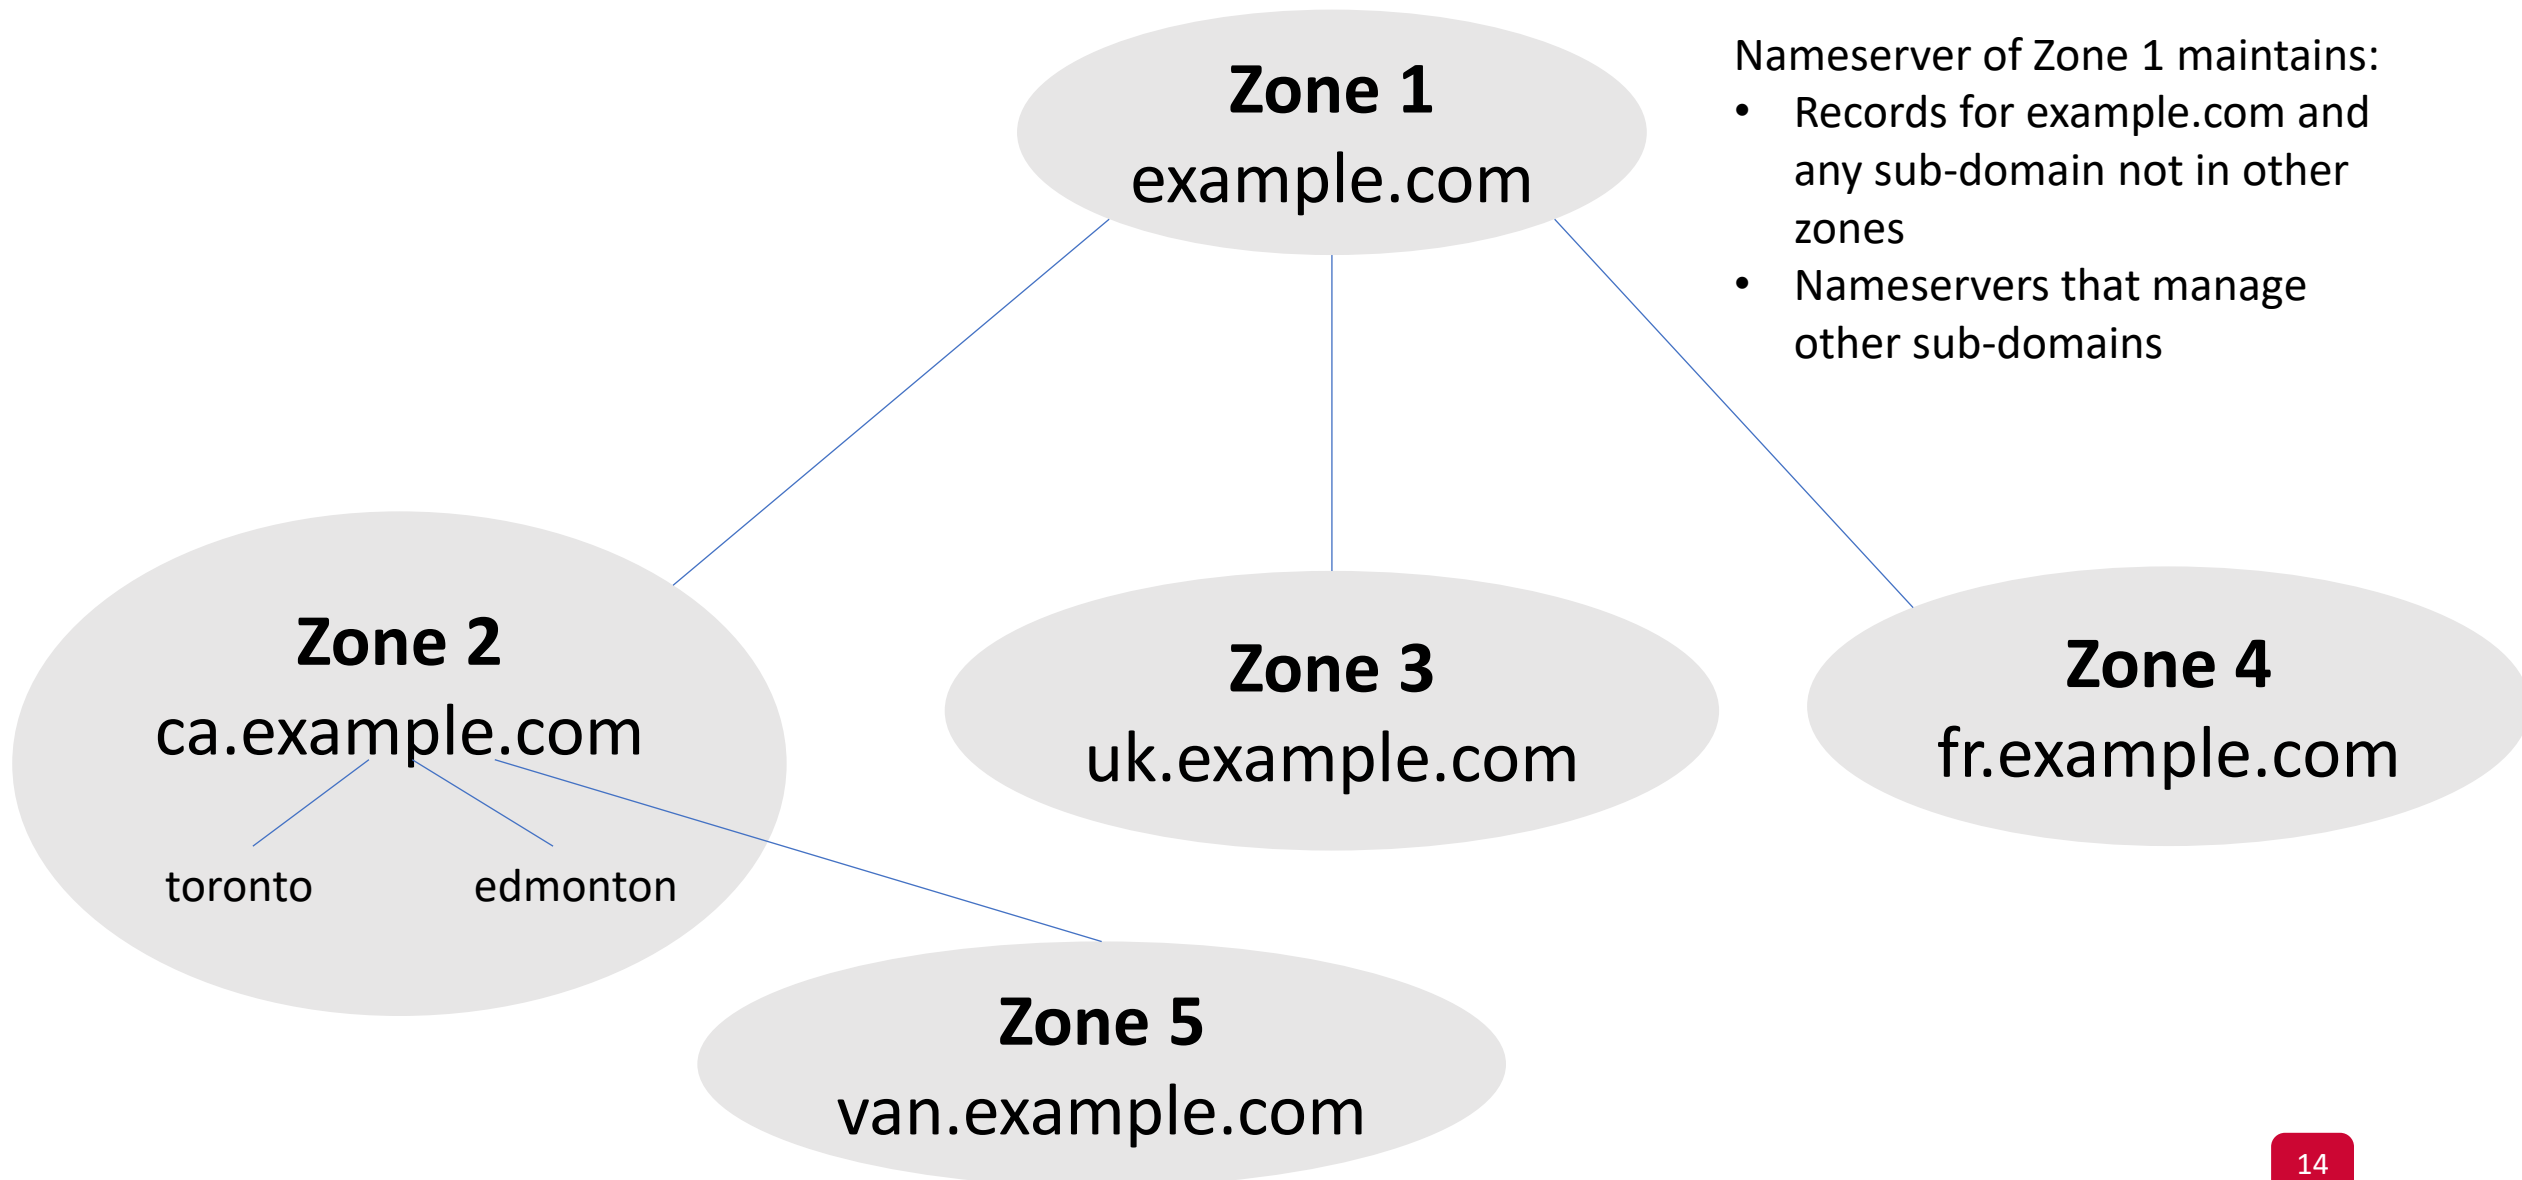 Zone 1
example.com
Nameserver of Zone 1 maintains:
• Records for example.com and
any sub-domain not in other
zones
• Nameservers that manage
other sub-domains
Zone 2
ca.example.com
toronto
edmonton
Zone 3
uk.example.com
Zone 4
fr.example.com
Zone 5
van.example.com
14